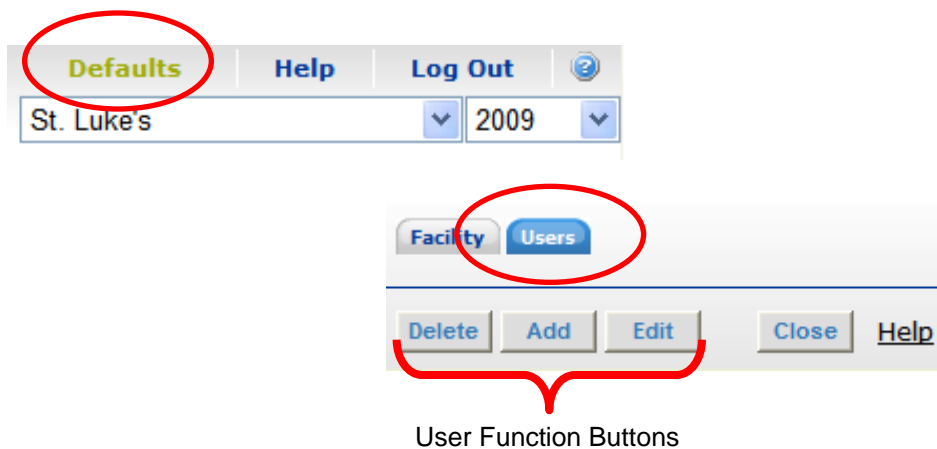 Defaults Help Log Out
St. Luke's 2009
Facility Users
Delete Add Edit Close Help
User Function Buttons